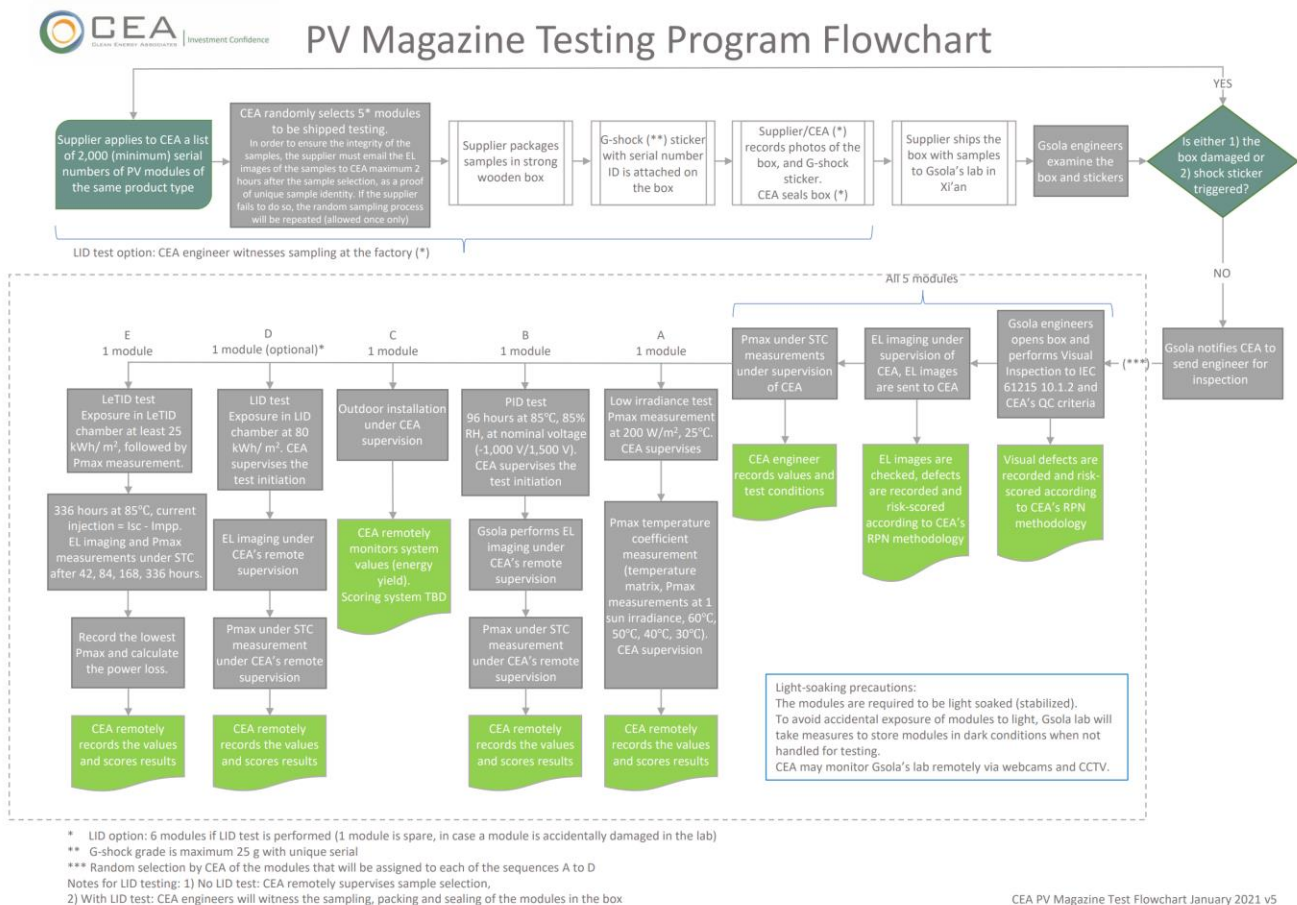 CEA
CLEAN ENERGY ASSOCIATES
Investment Confidence
PV Magazine Testing Program Flowchart
YES
Supplier applies to CEA a list
of 2,000 (minimum) serial
numbers of PV modules of
the same product type
CEA randomly selects 5* modules
to be shipped testing.
In order to ensure the integrity of the
samples, the supplier must email the EL
images of the samples to CEA maximum 2
hours after the sample selection, as a
proof of unique sample identity. If the supplier
fails to do so, the random sampling process
will be repeated (allowed once only)
Supplier packages
samples in strong
wooden box
G-shock (**) sticker
with serial number
ID is attached on
the box
Supplier/CEA (*)
records photos of the
box, and G-shock
sticker.
CEA seals box (*)
Supplier ships the
box with samples
to Gsola's lab in
Xi'an
Gsola engineers
examine the
box and stickers
Is either 1) the
box damaged or
2) shock sticker
triggered?
LID test option: CEA engineer witnesses sampling at the factory (*)
NO
All 5 modules
Gsola notifies CEA to
send engineer for
inspection
(***)
Gsola engineers
opens box and
performs Visual
Inspection to IEC
61215 10.1.2 and
CEA's QC criteria
Visual defects are
recorded and risk-
scored according
to CEA's RPN
methodology
EL imaging under
supervision of
CEA, EL images
are sent to CEA
EL images are
checked, defects
are recorded and
risk-scored
according to CEA's
RPN methodology
Pmax under STC
measurements
under supervision
of CEA
CEA engineer
records values and
test conditions
A
1 module
Low irradiance test
Pmax measurement
at 200 W/m², 25°C.
CEA supervises
Pmax temperature
coefficient
measurement
(temperature
matrix, Pmax
measurements at 1
sun irradiance, 60°C,
50°C, 40°C, 30°C).
CEA supervision
CEA remotely
records the values
and scores results
B
1 module
PID test
96 hours at 85°C, 85%
RH, at nominal voltage
(-1,000 V/1,500 V).
CEA supervises the
test initiation
Gsola performs EL
imaging under
CEA's remote
supervision
Pmax under STC
measurement
under CEA's remote
supervision
CEA remotely
records the values
and scores results
C
1 module
Outdoor installation
under CEA
supervision
CEA remotely
monitors system
values (energy
yield).
Scoring system TBD
D
1 module (optional)*
LID test
Exposure in LID
chamber at 80
kWh/ m². CEA
supervises the
test initiation
EL imaging under
CEA's remote
supervision
Pmax under STC
measurement
under CEA's remote
supervision
CEA remotely
records the values
and scores results
E
1 module
LeTID test
Exposure in LeTID
chamber at least 25
kWh/ m², followed by
Pmax measurement.
336 hours at 85°C, current
injection = Isc - Impp.
EL imaging and Pmax
measurements under STC
after 42, 84, 168, 336 hours.
Record the lowest
Pmax and calculate
the power loss.
CEA remotely
records the values
and scores results
Light-soaking precautions:
The modules are required to be light soaked (stabilized).
To avoid accidental exposure of modules to light, Gsola lab will
take measures to store modules in dark conditions when not
handled for testing.
CEA may monitor Gsola's lab remotely via webcams and CCTV.
* LID option: 6 modules if LID test is performed (1 module is spare, in case a module is accidentally damaged in the lab)
** G-shock grade is maximum 25 g with unique serial
*** Random selection by CEA of the modules that will be assigned to each of the sequences A to D
Notes for LID testing: 1) No LID test: CEA remotely supervises sample selection,
2) With LID test: CEA engineers will witness the sampling, packing and sealing of the modules in the box
CEA PV Magazine Test Flowchart January 2021 v5